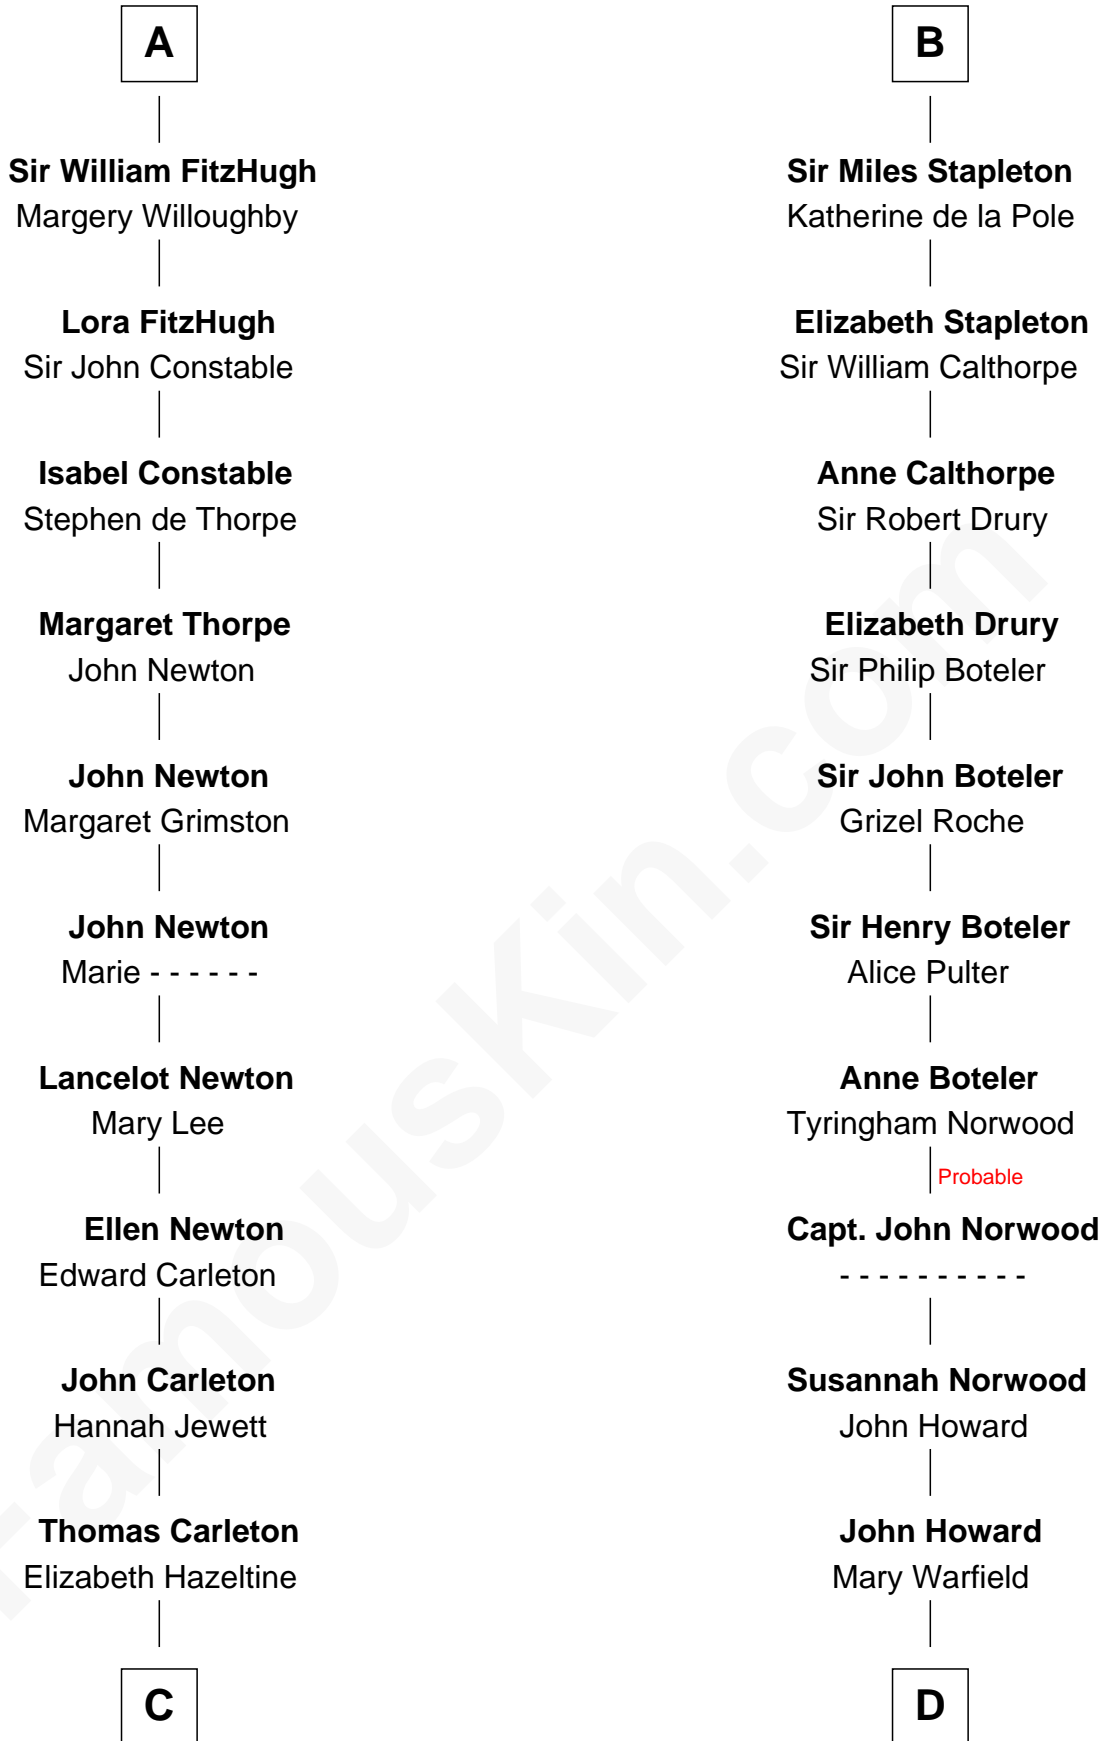 A
Sir William FitzHugh
Margery Willoughby
Lora FitzHugh
Sir John Constable
Isabel Constable
Stephen de Thorpe
Margaret Thorpe
John Newton
John Newton
Margaret Grimston
John Newton
Marie - - - - - -
Lancelot Newton
Mary Lee
Ellen Newton
Edward Carleton
John Carleton
Hannah Jewett
Thomas Carleton
Elizabeth Hazeltine
C
B
Sir Miles Stapleton
Katherine de la Pole
Elizabeth Stapleton
Sir William Calthorpe
Anne Calthorpe
Sir Robert Drury
Elizabeth Drury
Sir Philip Boteler
Sir John Boteler
Grizel Roche
Sir Henry Boteler
Alice Pulter
Anne Boteler
Tyringham Norwood
Probable
Capt. John Norwood
- - - - - - - - - -
Susannah Norwood
John Howard
John Howard
Mary Warfield
D
FamousKin.com